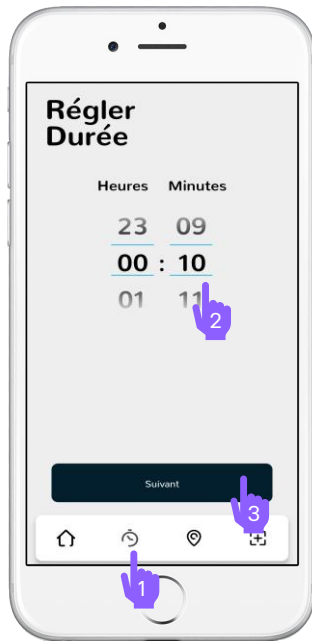 Régler
Durée
Heures Minutes
23 09
00 : 10
01 11
2
Suivant
3
1